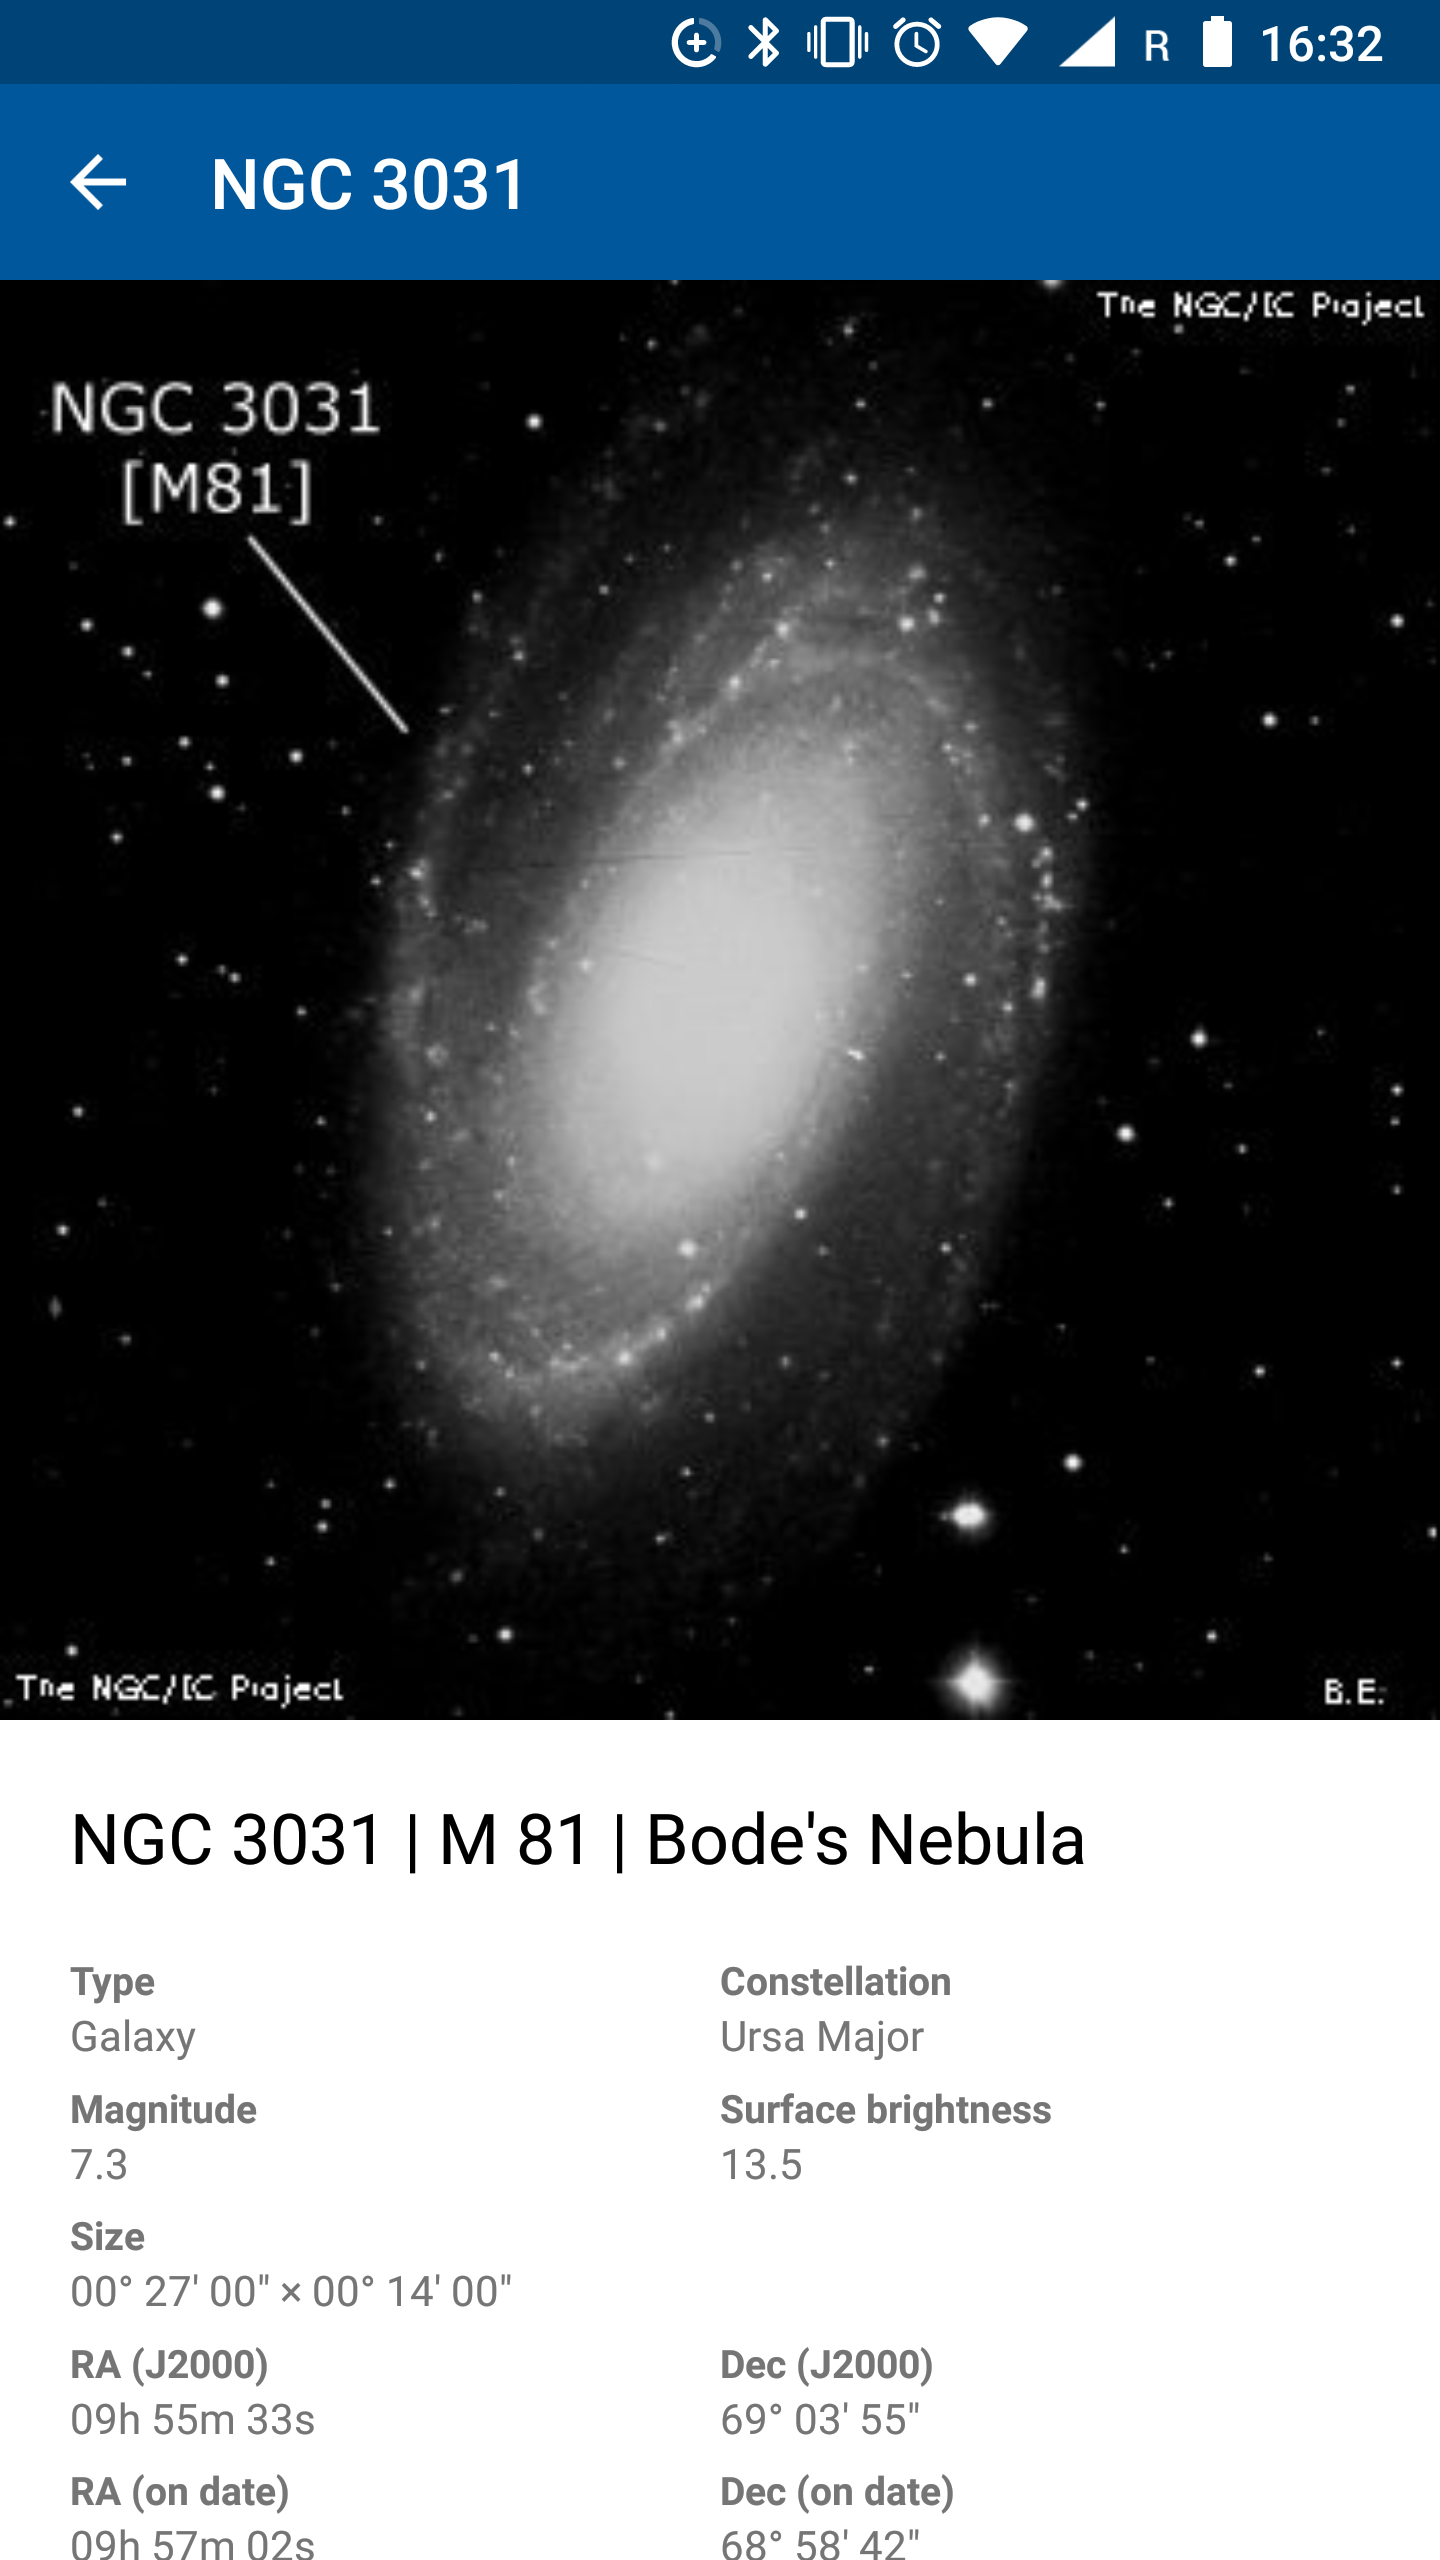 R 16:32
NGC 3031
The NGC/IC Project
NGC 3031
[M81]
The NGC/IC Project
B.E.
NGC 3031 | M 81 | Bode's Nebula
Type
Constellation
Galaxy
Ursa Major
Magnitude
Surface brightness
7.3
13.5
Size
00° 27' 00" × 00° 14' 00"
RA (J2000)
Dec (J2000)
09h 55m 33s
69° 03' 55"
RA (on date)
Dec (on date)
09h 57m 02s
68° 58' 42"